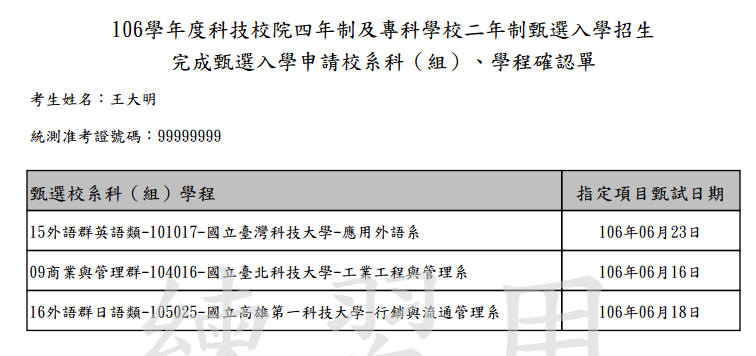 106學年度科技校院四年制及專科學校二年制甄選入學招生
完成甄選入學申請校系科（組）、學程確認單
考生姓名：王大明
統測准考證號碼：99999999
甄選校系科（組）學程 指定項目甄試日期
15外語群英語類-101017-國立臺灣科技大學-應用外語系 106年06月23日
09商業與管理群-104016-國立臺北科技大學-工業工程與管理系 106年06月16日
16外語群日語類-105025-國立高雄第一科技大學-行銷與流通管理系 106年06月18日
練習用